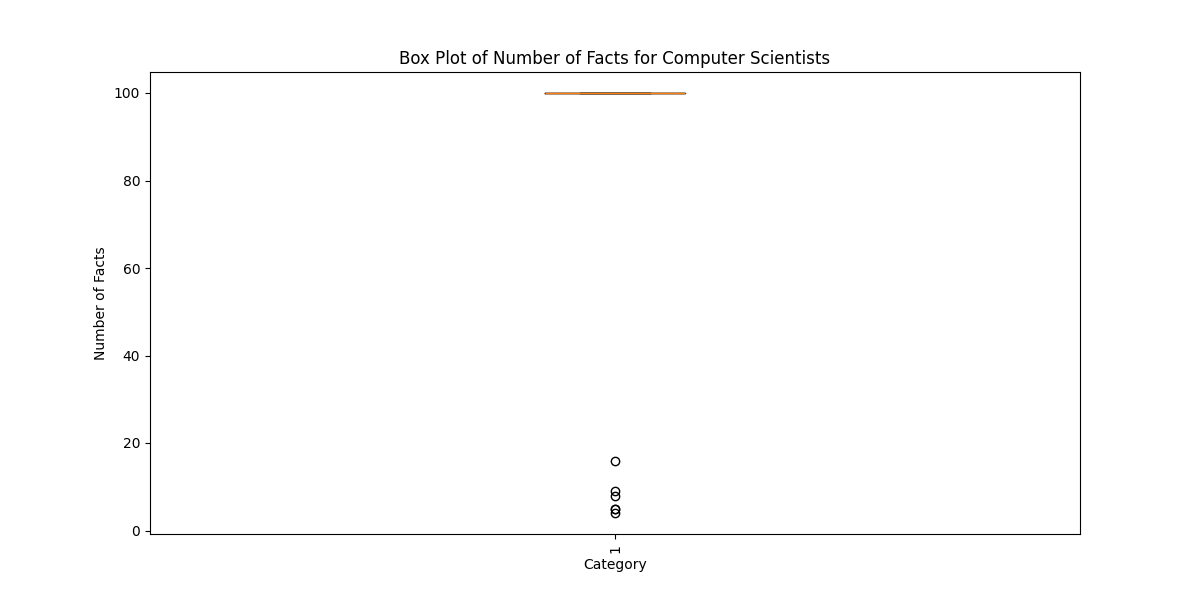 Box Plot of Number of Facts for Computer Scientists
100
80
60
40
20
0
Number of Facts
1
Category